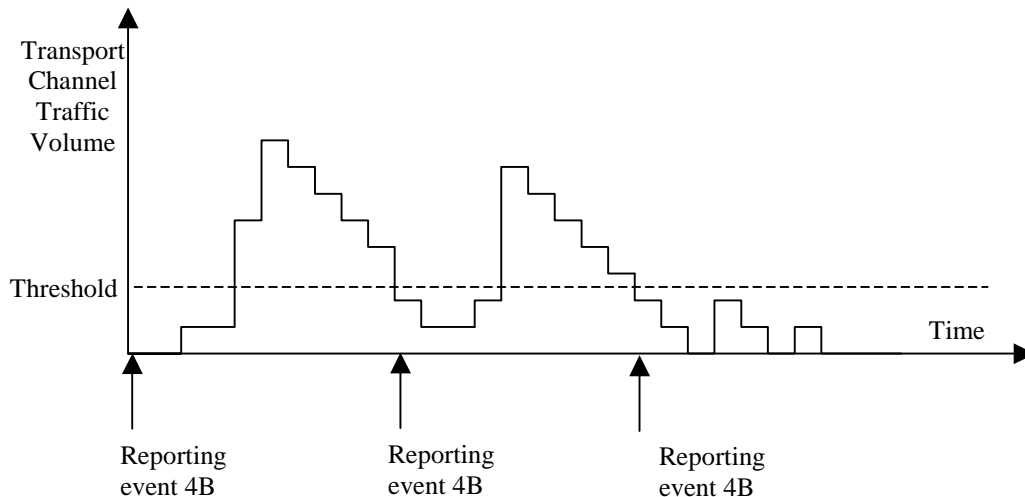 Transport
Channel
Traffic
Volume
Threshold
Time
Reporting
event 4B
Reporting
event 4B
Reporting
event 4B